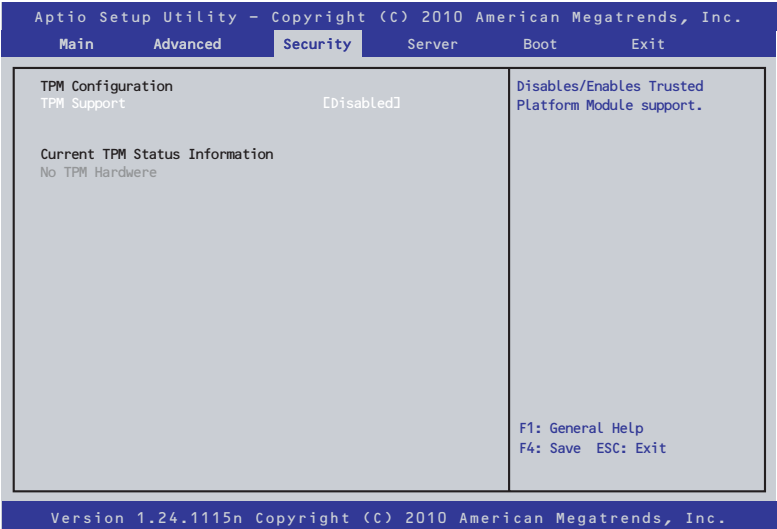 Aptio Setup Utility – Copyright (C) 2010 American Megatrends, Inc.
Main Advanced Security Server Boot Exit
TPM Configuration
TPM Support [Disabled]
Current TPM Status Information
No TPM Hardwere
Disables/Enables Trusted
Platform Module support.
F1: General Help
F4: Save ESC: Exit
Version 1.24.1115n Copyright (C) 2010 American Megatrends, Inc.